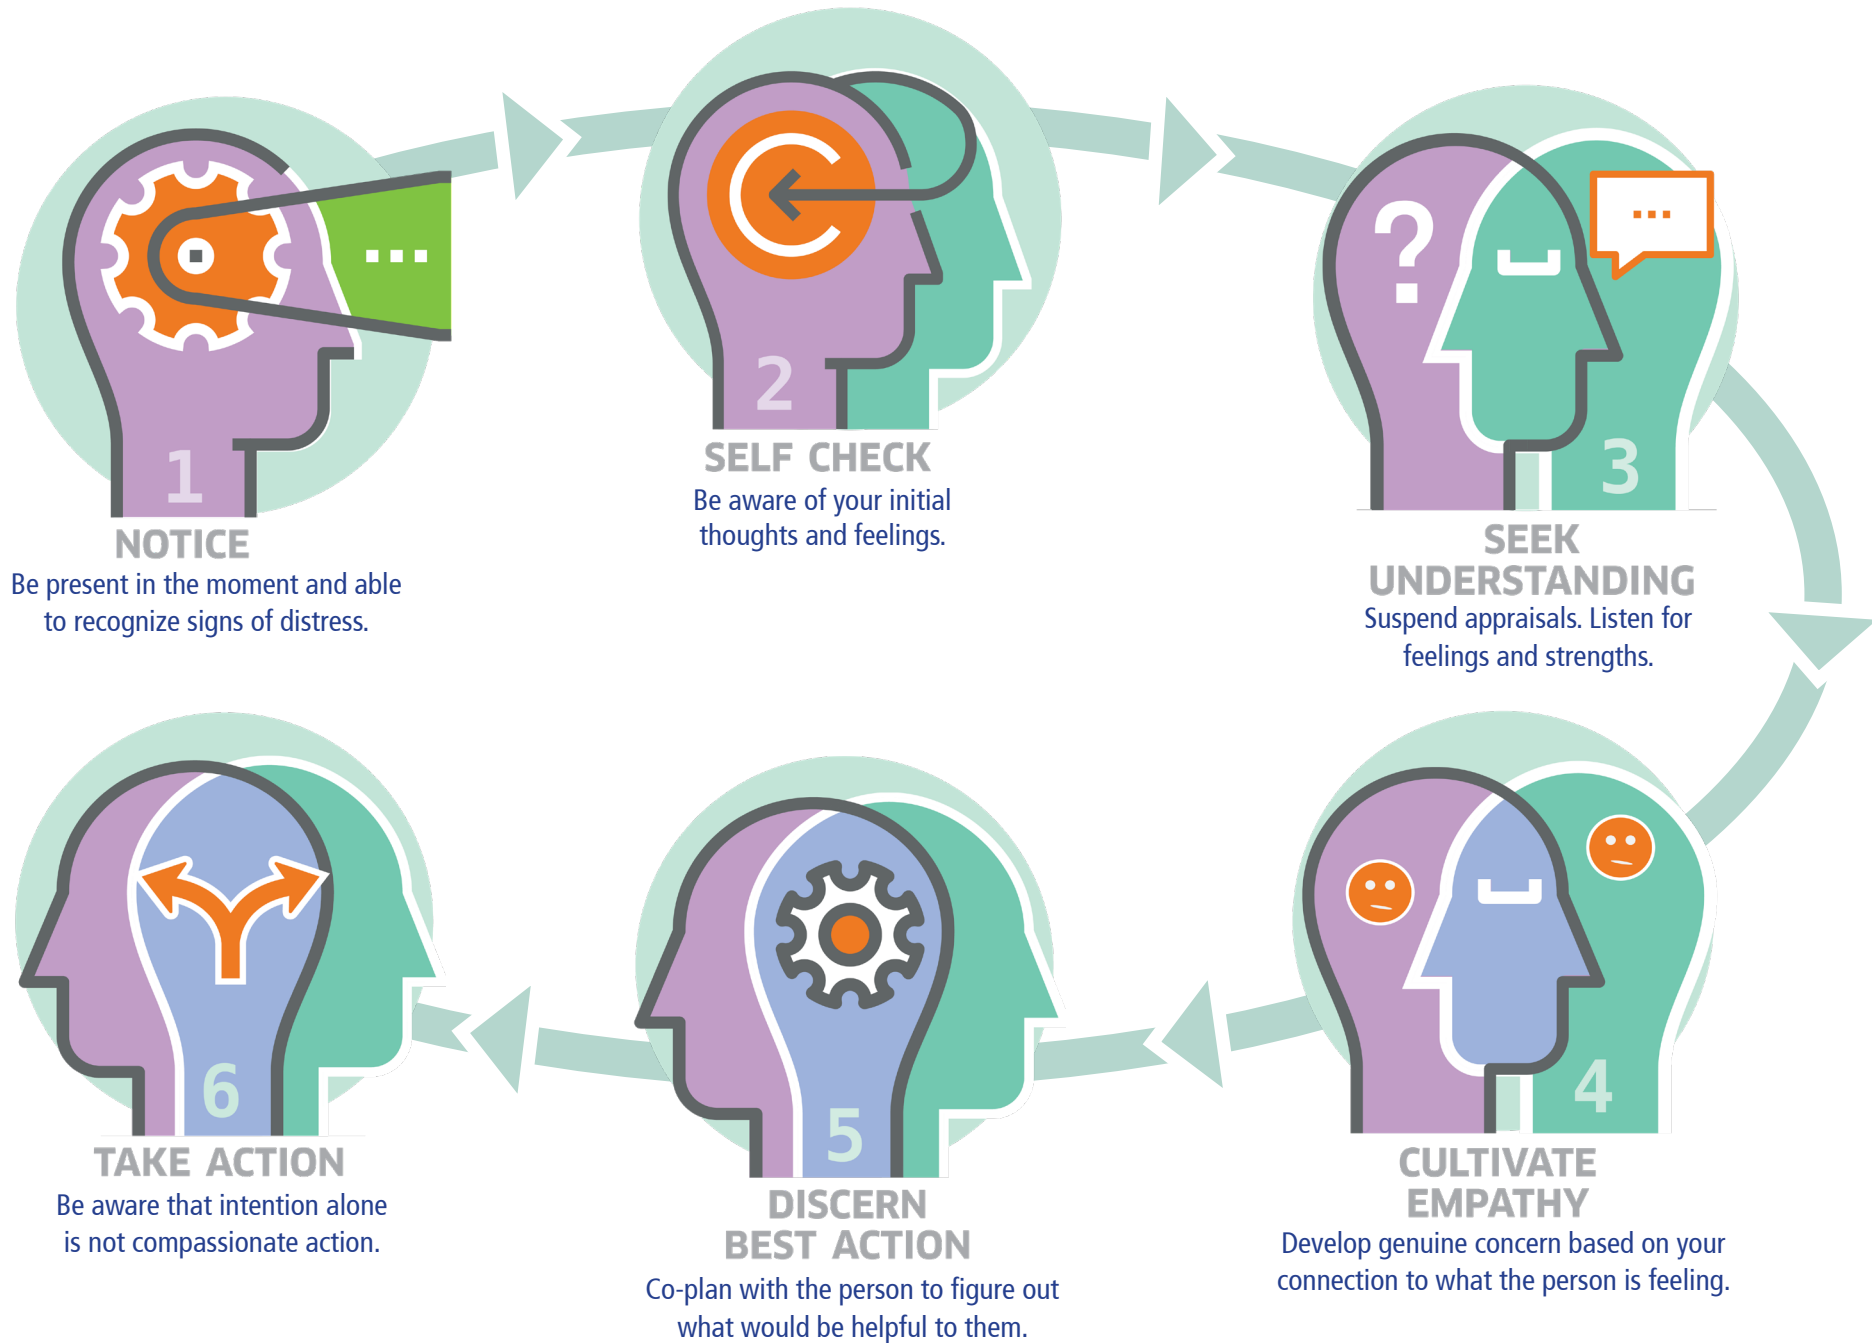 1
NOTICE
Be present in the moment and able
to recognize signs of distress.
2
SELF CHECK
Be aware of your initial
thoughts and feelings.
?
3
SEEK
UNDERSTANDING
Suspend appraisals. Listen for
feelings and strengths.
4
CULTIVATE
EMPATHY
Develop genuine concern based on your
connection to what the person is feeling.
5
DISCERN
BEST ACTION
Co-plan with the person to figure out
what would be helpful to them.
6
TAKE ACTION
Be aware that intention alone
is not compassionate action.